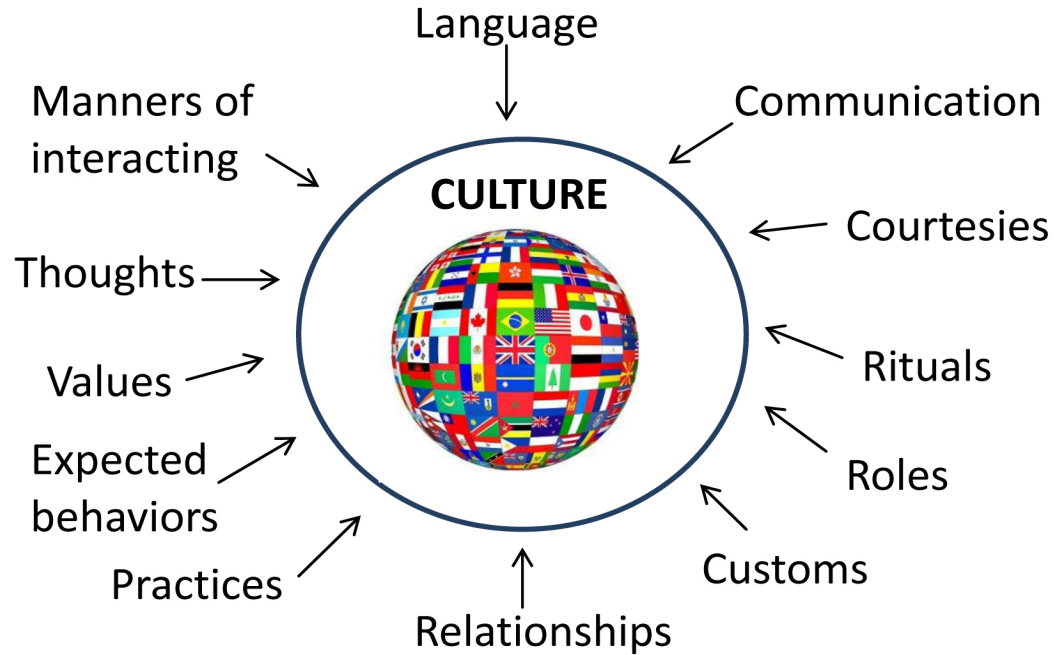 Language
Manners of
interacting
Communication
CULTURE
Courtesies
Thoughts
Values
Rituals
Expected
behaviors
Roles
Practices
Customs
Relationships